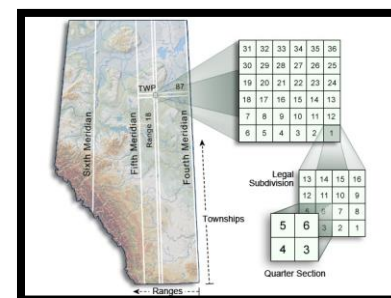 31 32 33 34 35 36
30 29 28 27 26 25
19 20 21 22 23 24
18 17 16 15 14 13
7 8 9 10 11 12
6 5 4 3 2 1
TWP 87
Sixth Meridian
Fifth Meridian
Range 18
Fourth Meridian
Legal
Subdivision
13 14 15 16
12 11 10 9
5 6 7 8
3 2 1
Townships
5 6
4 3
Quarter Section
Ranges